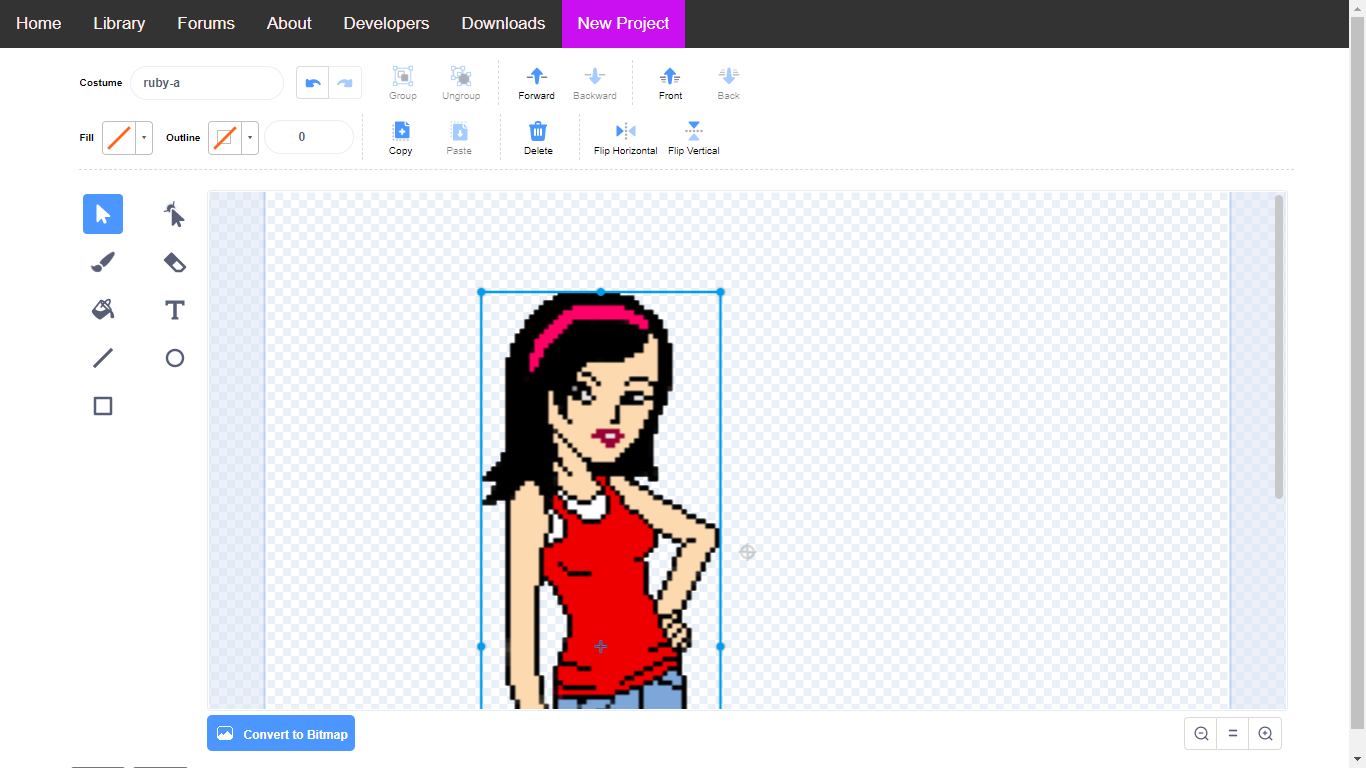 Home Library Forums About Developers Downloads New Project
Costume ruby-a Group Ungroup Forward Backward Front Back
Fill Outline 0 Copy Paste Delete Flip Horizontal Flip Vertical
Convert to Bitmap